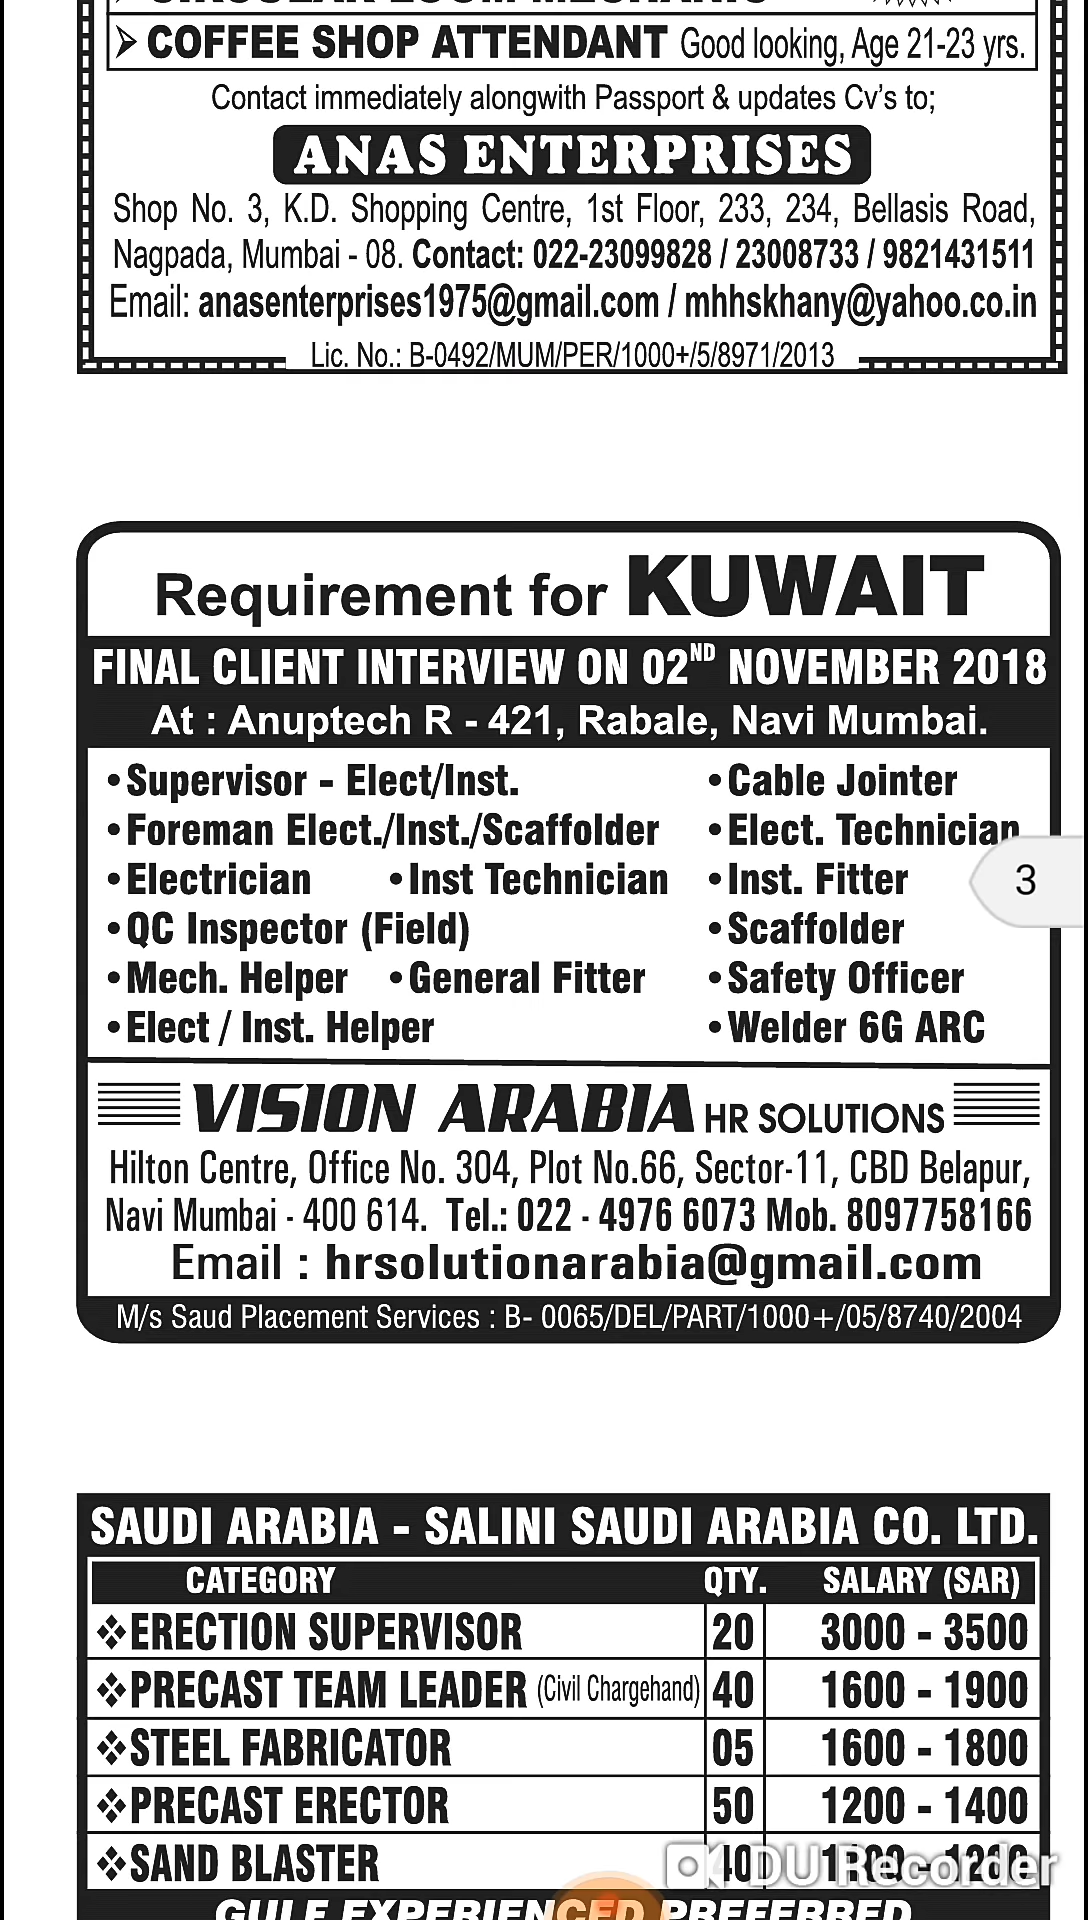 ➢ COFFEE SHOP ATTENDANT Good looking, Age 21-23 yrs.
Contact immediately alongwith Passport & updates Cv's to;
ANAS ENTERPRISES
Shop No. 3, K.D. Shopping Centre, 1st Floor, 233, 234, Bellasis Road,
Nagpada, Mumbai - 08. Contact: 022-23099828 / 23008733 / 9821431511
Email: anasenterprises1975@gmail.com / mhhskhany@yahoo.co.in
Lic. No.: B-0492/MUM/PER/1000+/5/8971/2013
Requirement for KUWAIT
FINAL CLIENT INTERVIEW ON 02ND NOVEMBER 2018
At : Anuptech R - 421, Rabale, Navi Mumbai.
• Supervisor - Elect/Inst. • Cable Jointer
• Foreman Elect./Inst./Scaffolder • Elect. Technician
• Electrician • Inst Technician • Inst. Fitter
3
• QC Inspector (Field) • Scaffolder
• Mech. Helper • General Fitter • Safety Officer
• Elect / Inst. Helper • Welder 6G ARC
VISION ARABIA HR SOLUTIONS
Hilton Centre, Office No. 304, Plot No.66, Sector-11, CBD Belapur,
Navi Mumbai - 400 614. Tel.: 022 - 4976 6073 Mob. 8097758166
Email : hrsolutionarabia@gmail.com
M/s Saud Placement Services : B- 0065/DEL/PART/1000+/05/8740/2004
SAUDI ARABIA - SALINI SAUDI ARABIA CO. LTD.
CATEGORY QTY. SALARY (SAR)
❖ ERECTION SUPERVISOR 20 3000 - 3500
❖ PRECAST TEAM LEADER (Civil Chargehand) 40 1600 - 1900
❖ STEEL FABRICATOR 05 1600 - 1800
❖ PRECAST ERECTOR 50 1200 - 1400
❖ SAND BLASTER
DU Recorder
GULF EXPERIENCED PREFERRED